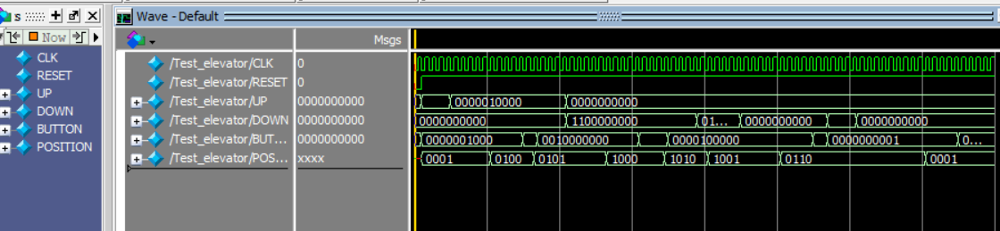 s
Wave - Default
Now
Msgs
CLK
RESET
UP
DOWN
BUTTON
POSITION
/Test_elevator/CLK 0
/Test_elevator/RESET 0
/Test_elevator/UP 0000000000 0000010000 0000000000
/Test_elevator/DOWN 0000000000 0000000000 1100000000 01... 0000000000 0000000000
/Test_elevator/BUT... 0000000000 0000001000 0010000000 0000100000 0000000001 0...
/Test_elevator/POS... xxxx 0001 0100 0101 1000 1010 1001 0110 0001